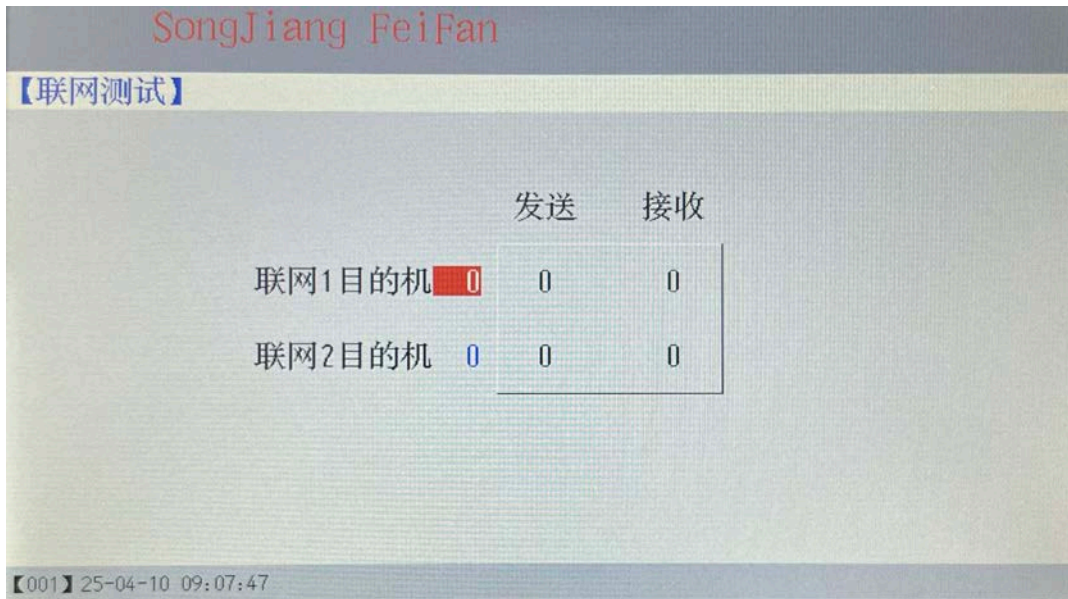 SongJiang FeiFan
【联网测试】
发送 接收
联网1目的机 0 0 0
联网2目的机 0 0 0
【001】25-04-10 09:07:47